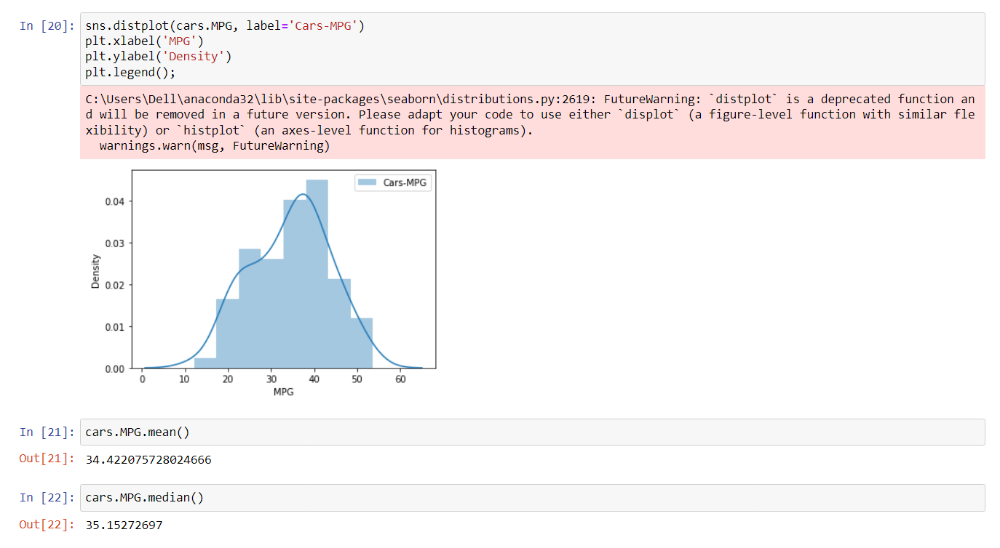 In [20]: sns.distplot(cars.MPG, label='Cars-MPG')
plt.xlabel('MPG')
plt.ylabel('Density')
plt.legend();
C:\Users\Dell\anaconda32\lib\site-packages\seaborn\distributions.py:2619: FutureWarning: `distplot` is a deprecated function an
d will be removed in a future version. Please adapt your code to use either `displot` (a figure-level function with similar fle
xibility) or `histplot` (an axes-level function for histograms).
warnings.warn(msg, FutureWarning)
Cars-MPG
0.04
0.03
0.02
0.01
0.00
Density
0 10 20 30 40 50 60
MPG
In [21]: cars.MPG.mean()
Out[21]: 34.422075728024666
In [22]: cars.MPG.median()
Out[22]: 35.15272697